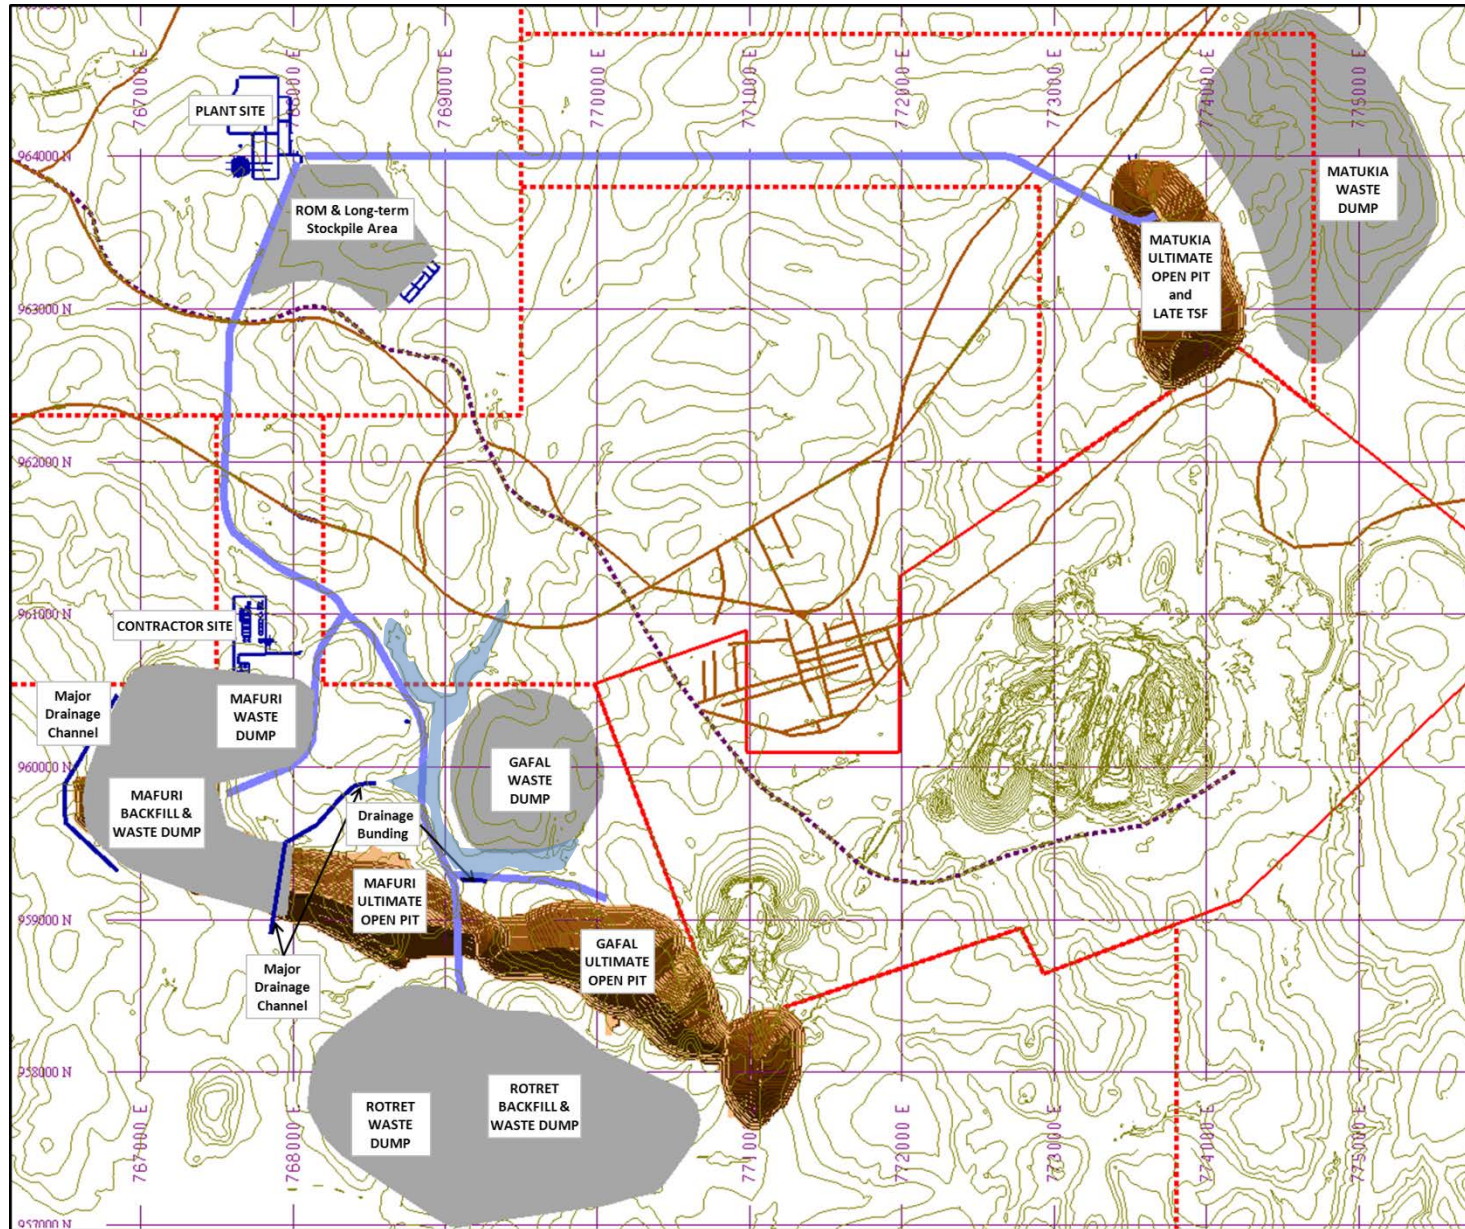 767000 E
768000 E
769000 E
770000 E
771000 E
772000 E
773000 E
774000 E
775000 E
PLANT SITE
964000 N
ROM & Long-term
Stockpile Area
MATUKIA
WASTE
DUMP
MATUKIA
ULTIMATE
OPEN PIT
and
LATE TSF
963000 N
962000 N
961000 N
CONTRACTOR SITE
Major
Drainage
Channel
MAFURI
WASTE
DUMP
960000 N
GAFAL
WASTE
DUMP
MAFURI
BACKFILL &
WASTE DUMP
Drainage
Bunding
MAFURI
ULTIMATE
OPEN PIT
959000 N
GAFAL
ULTIMATE
OPEN PIT
Major
Drainage
Channel
958000 N
ROTRET
WASTE
DUMP
ROTRET
BACKFILL &
WASTE DUMP
767000 E
768000 E
772000 E
773000 E
774000 E
775000 E
957000 N